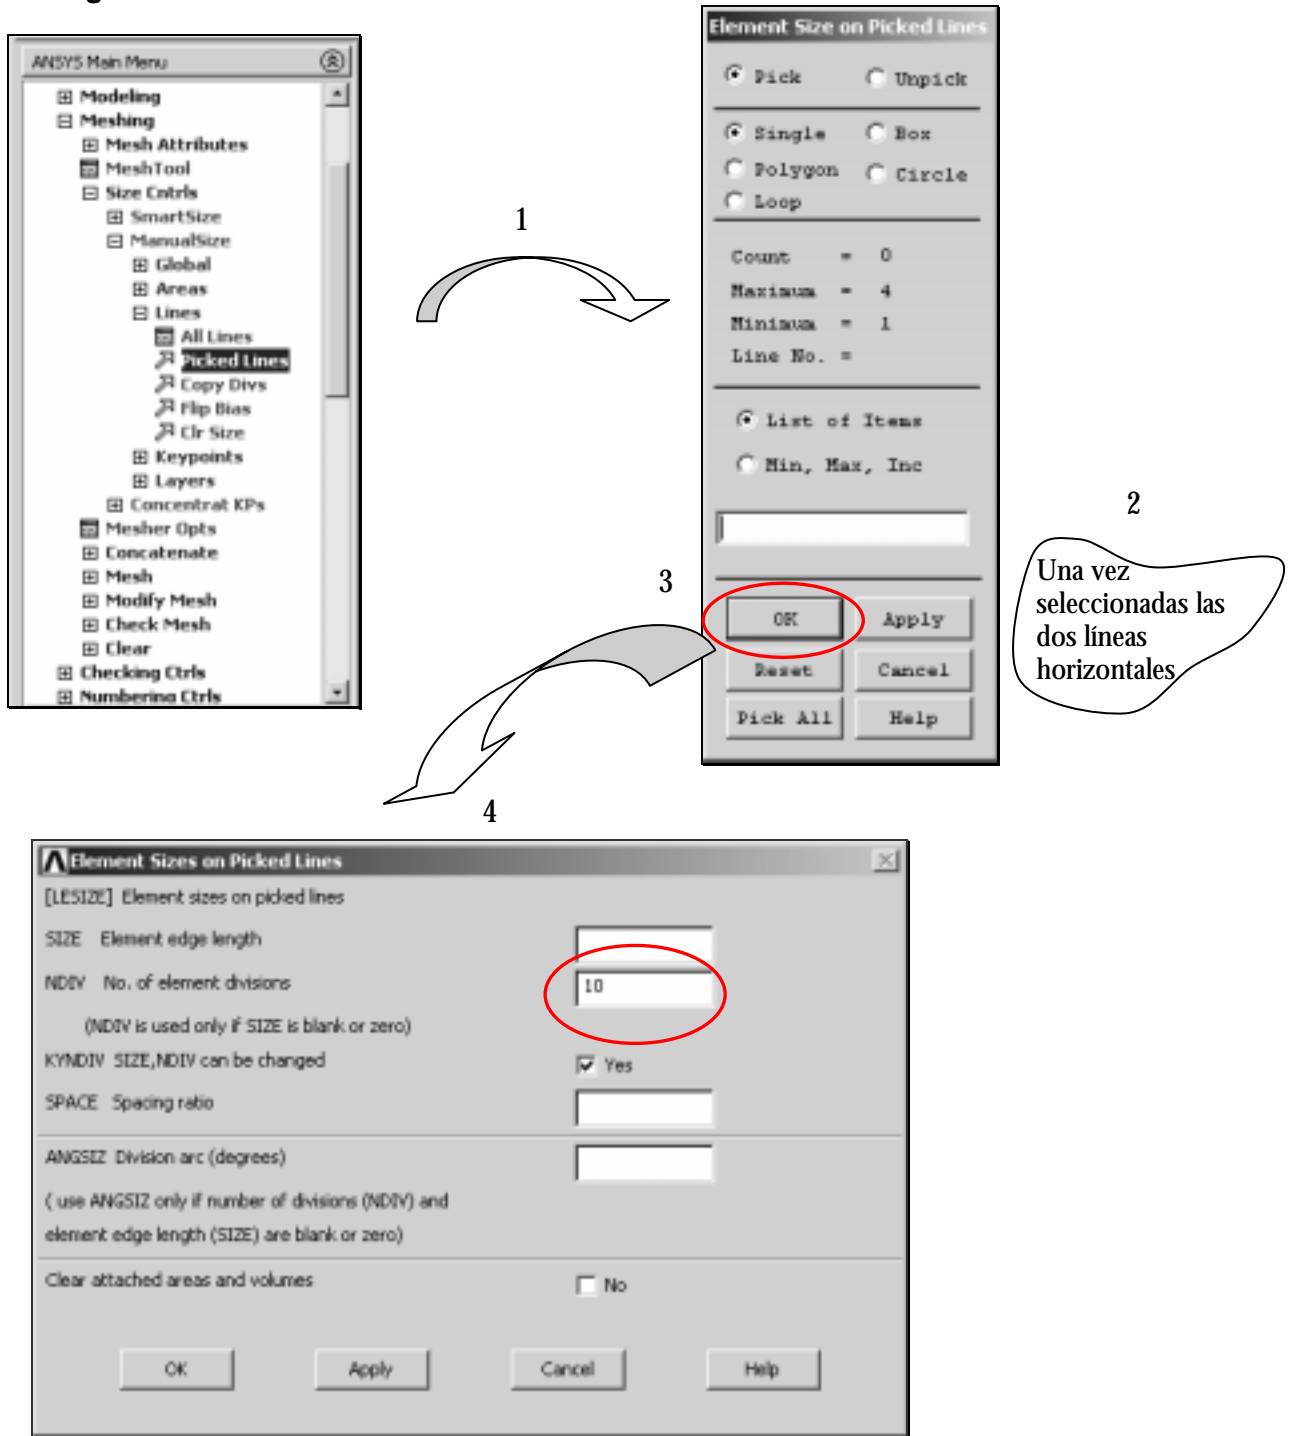 ANSYS Main Menu
Modeling
Meshing
Mesh Attributes
MeshTool
Size Cntrls
SmartSize
ManualSize
Global
Areas
Lines
All Lines
Picked Lines
Copy Divs
Flip Bias
Clr Size
Keypoints
Layers
Concentrat KPs
Mesher Opts
Concatenate
Mesh
Modify Mesh
Check Mesh
Clear
Checking Ctrls
Numbering Ctrls
1
Element Size on Picked Lines
Pick Unpick
Single Box
Polygon Circle
Loop
Count = 0
Maximum = 4
Minimum = 1
Line No. =
List of Items
Min, Max, Inc
OK Apply
Reset Cancel
Pick All Help
2
Una vez
seleccionadas las
dos líneas
horizontales
3
4
Element Sizes on Picked Lines
[LESIZE] Element sizes on picked lines
SIZE Element edge length
NDIV No. of element divisions 10
(NDIV is used only if SIZE is blank or zero)
KYNDIV SIZE,NDIV can be changed Yes
SPACE Spacing ratio
ANGSIZ Division arc (degrees)
( use ANGSIZ only if number of divisions (NDIV) and
element edge length (SIZE) are blank or zero)
Clear attached areas and volumes No
OK Apply Cancel Help